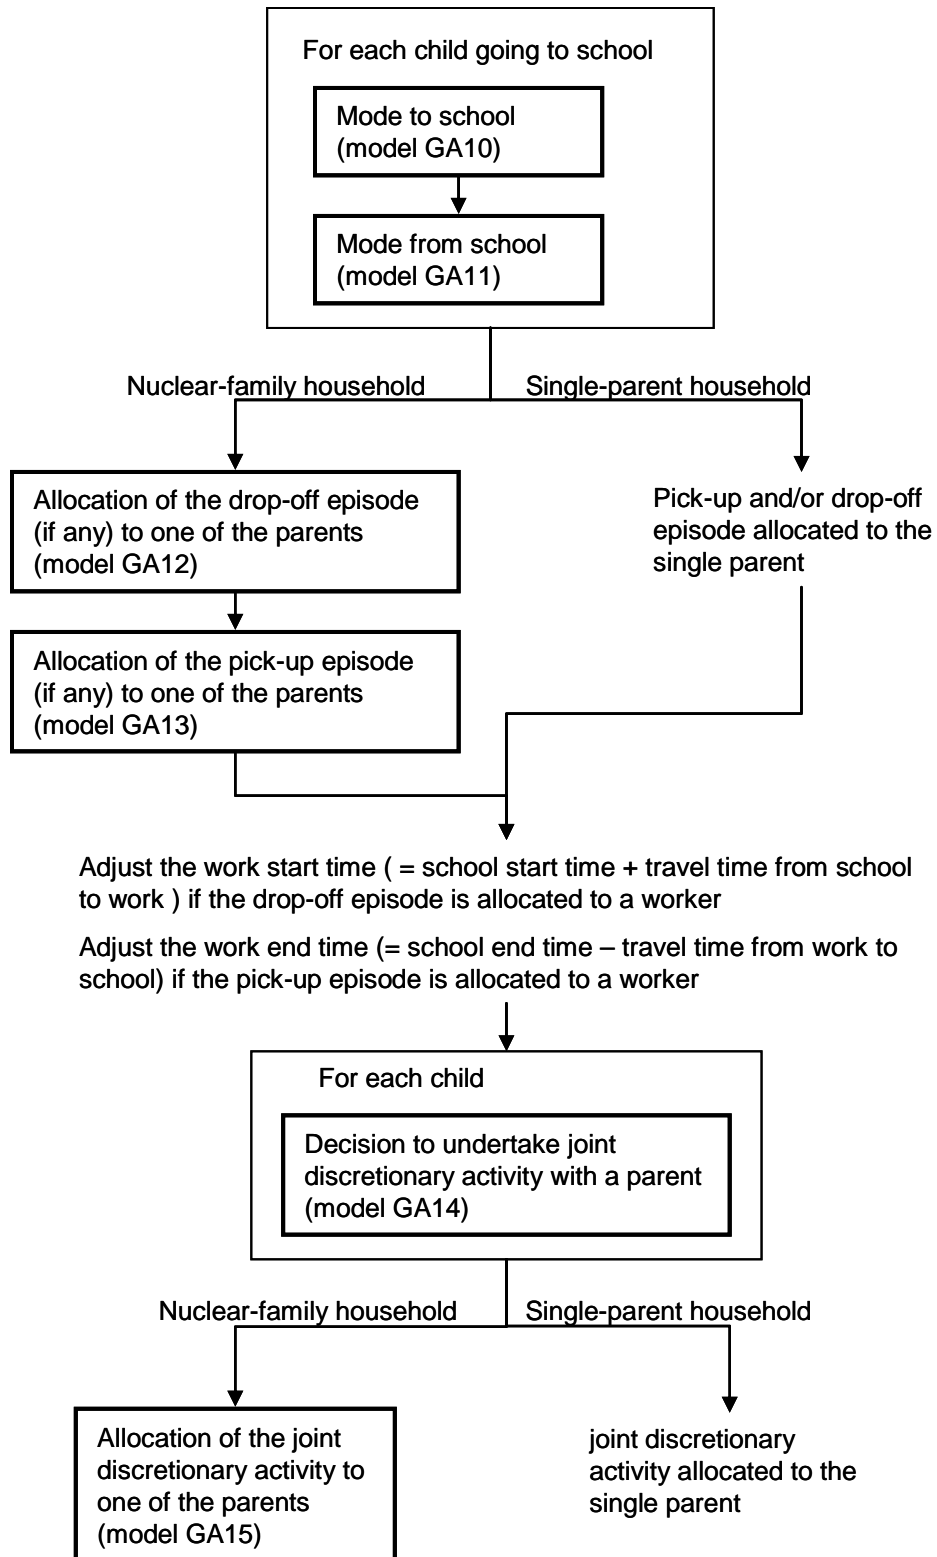 For each child going to school
Mode to school
(model GA10)
Mode from school
(model GA11)
Nuclear-family household
Single-parent household
Allocation of the drop-off episode
(if any) to one of the parents
(model GA12)
Pick-up and/or drop-off
episode allocated to the
single parent
Allocation of the pick-up episode
(if any) to one of the parents
(model GA13)
Adjust the work start time ( = school start time + travel time from school
to work ) if the drop-off episode is allocated to a worker
Adjust the work end time (= school end time – travel time from work to
school) if the pick-up episode is allocated to a worker
For each child
Decision to undertake joint
discretionary activity with a parent
(model GA14)
Nuclear-family household
Single-parent household
Allocation of the joint
discretionary activity to
one of the parents
(model GA15)
joint discretionary
activity allocated to the
single parent